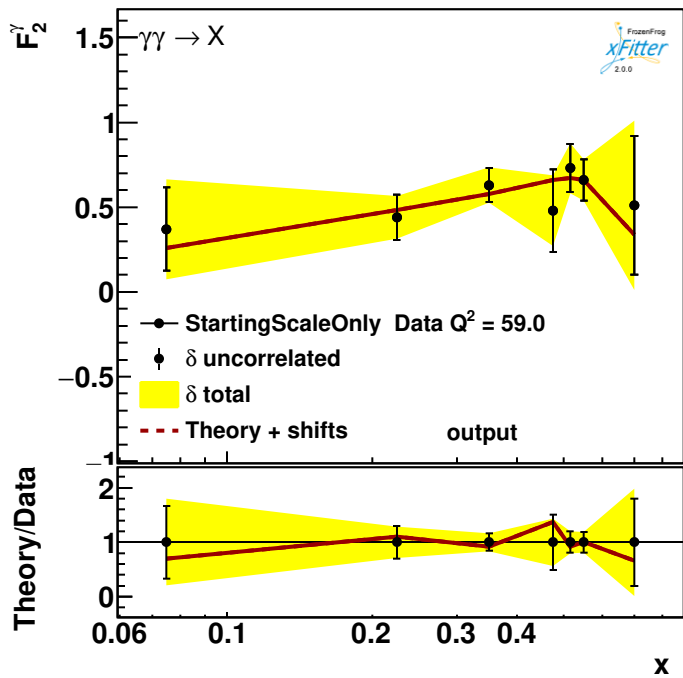 F₂^γ
γγ → X
FrozenFrog
xFitter
2.0.0
1.5
1
0.5
0
−0.5
−1
StartingScaleOnly Data Q² = 59.0
δ uncorrelated
δ total
Theory + shifts
output
Theory/Data
2
1
0
0.06 0.1 0.2 0.3 0.4
x